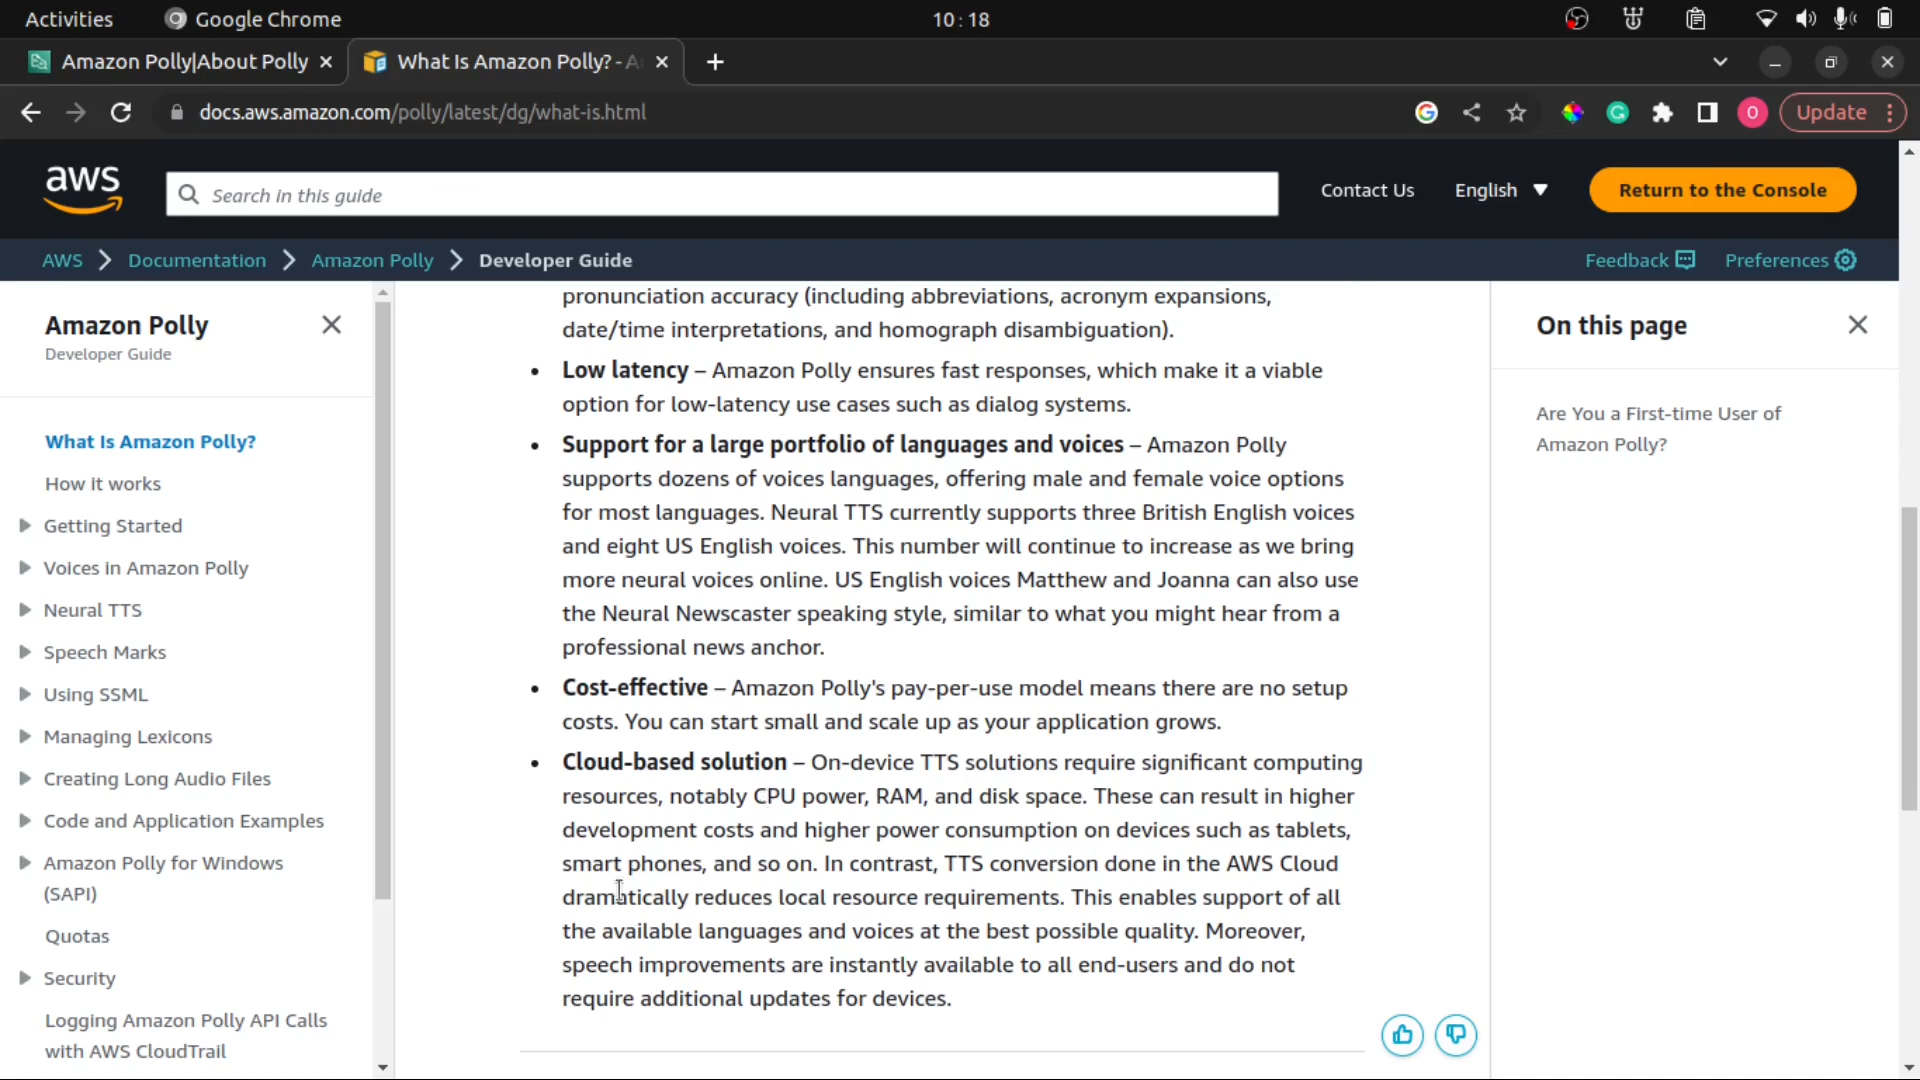 Activities
Google Chrome
10:18
Amazon Polly|About Polly
What Is Amazon Polly? - A
docs.aws.amazon.com/polly/latest/dg/what-is.html
O
Update
aws
Search in this guide
Contact Us
English
Return to the Console
AWS
Documentation
Amazon Polly
Developer Guide
Feedback
Preferences
Amazon Polly
Developer Guide
What Is Amazon Polly?
How it works
Getting Started
Voices in Amazon Polly
Neural TTS
Speech Marks
Using SSML
Managing Lexicons
Creating Long Audio Files
Code and Application Examples
Amazon Polly for Windows
(SAPI)
Quotas
Security
Logging Amazon Polly API Calls
with AWS CloudTrail
pronunciation accuracy (including abbreviations, acronym expansions,
date/time interpretations, and homograph disambiguation).
• Low latency – Amazon Polly ensures fast responses, which make it a viable
option for low-latency use cases such as dialog systems.
• Support for a large portfolio of languages and voices – Amazon Polly
supports dozens of voices languages, offering male and female voice options
for most languages. Neural TTS currently supports three British English voices
and eight US English voices. This number will continue to increase as we bring
more neural voices online. US English voices Matthew and Joanna can also use
the Neural Newscaster speaking style, similar to what you might hear from a
professional news anchor.
• Cost-effective – Amazon Polly's pay-per-use model means there are no setup
costs. You can start small and scale up as your application grows.
• Cloud-based solution – On-device TTS solutions require significant computing
resources, notably CPU power, RAM, and disk space. These can result in higher
development costs and higher power consumption on devices such as tablets,
smart phones, and so on. In contrast, TTS conversion done in the AWS Cloud
dramatically reduces local resource requirements. This enables support of all
the available languages and voices at the best possible quality. Moreover,
speech improvements are instantly available to all end-users and do not
require additional updates for devices.
On this page
Are You a First-time User of
Amazon Polly?